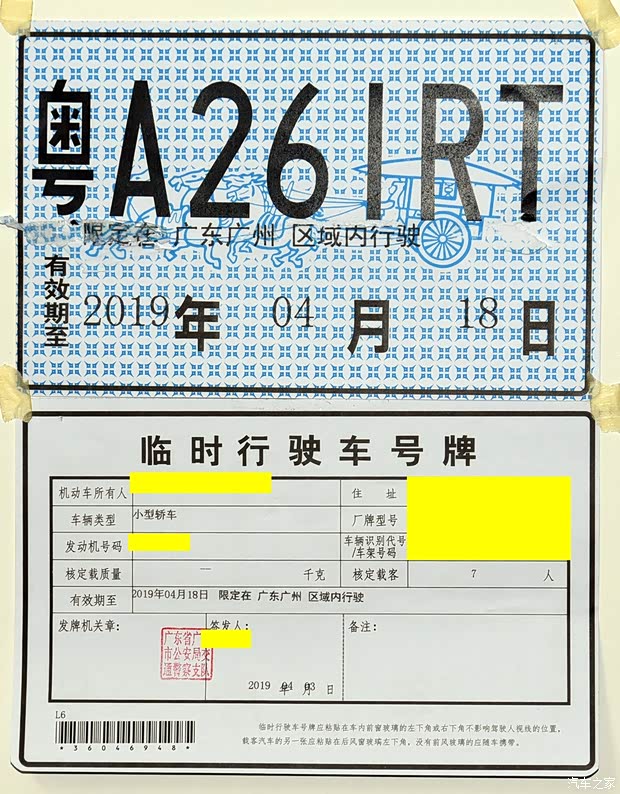 粤A261RT
限定在 广东广州 区域内行驶
有效期至 2019年 04 月 18 日
临时行驶车号牌
机动车所有人 住 址
车辆类型 小型轿车 厂牌型号
发动机号码 车辆识别代号/车架号码
核定载质量 — 千克 核定载客 7 人
有效期至 2019年04月18日 限定在 广东广州 区域内行驶
发牌机关章: 签发人: 备注:
广东省广
市公安局交
通警察支队
2019 年 04 月 03 日
L6
*36046948*
临时行驶车号牌应粘贴在车内前窗玻璃的左下角或右下角不影响驾驶人视线的位置,
载客汽车的另一张应粘贴在后风窗玻璃左下角,没有前风玻璃的应随车携带。
汽车之家